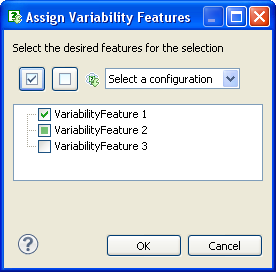 Assign Variability Features
Select the desired features for the selection
Select a configuration
VariabilityFeature 1
VariabilityFeature 2
VariabilityFeature 3
?
OK Cancel